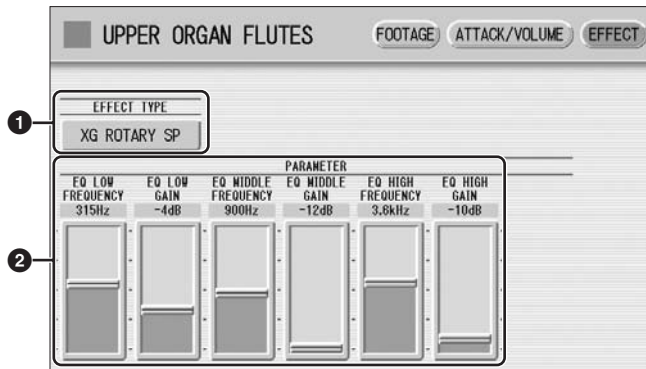 UPPER ORGAN FLUTES FOOTAGE ATTACK/VOLUME EFFECT
1
EFFECT TYPE
XG ROTARY SP
2
PARAMETER
EQ LOW FREQUENCY EQ LOW GAIN EQ MIDDLE FREQUENCY EQ MIDDLE GAIN EQ HIGH FREQUENCY EQ HIGH GAIN
315Hz -4dB 900Hz -12dB 3.6kHz -10dB